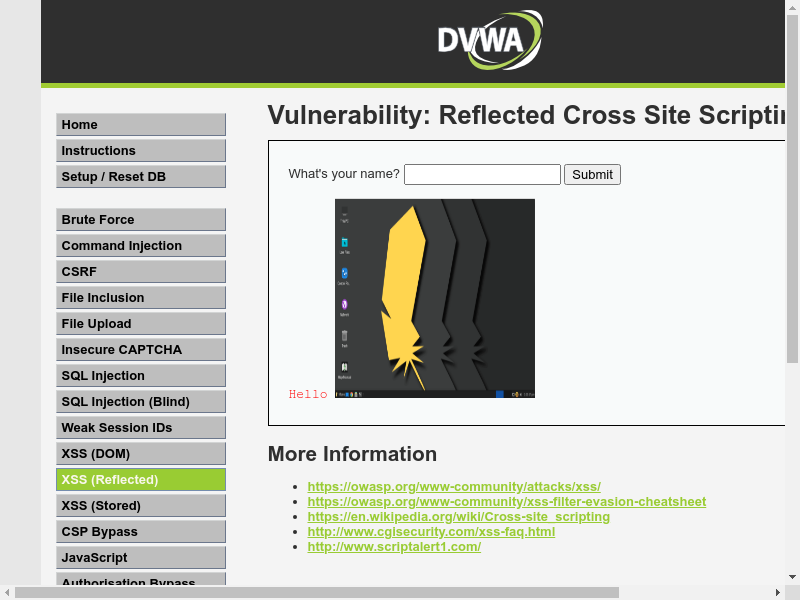 DVWA
Home
Instructions
Setup / Reset DB
Brute Force
Command Injection
CSRF
File Inclusion
File Upload
Insecure CAPTCHA
SQL Injection
SQL Injection (Blind)
Weak Session IDs
XSS (DOM)
XSS (Reflected)
XSS (Stored)
CSP Bypass
JavaScript
Authorisation Bypass
Vulnerability: Reflected Cross Site Scripti
What's your name?
Submit
Hello
More Information
https://owasp.org/www-community/attacks/xss/
https://owasp.org/www-community/xss-filter-evasion-cheatsheet
https://en.wikipedia.org/wiki/Cross-site_scripting
http://www.cgisecurity.com/xss-faq.html
http://www.scriptalert1.com/